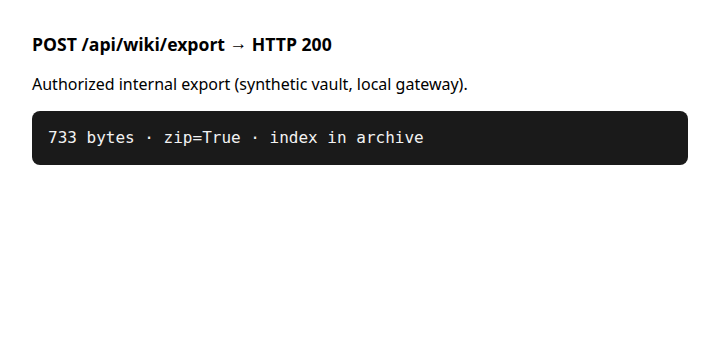 POST /api/wiki/export → HTTP 200
Authorized internal export (synthetic vault, local gateway).
733 bytes · zip=True · index in archive